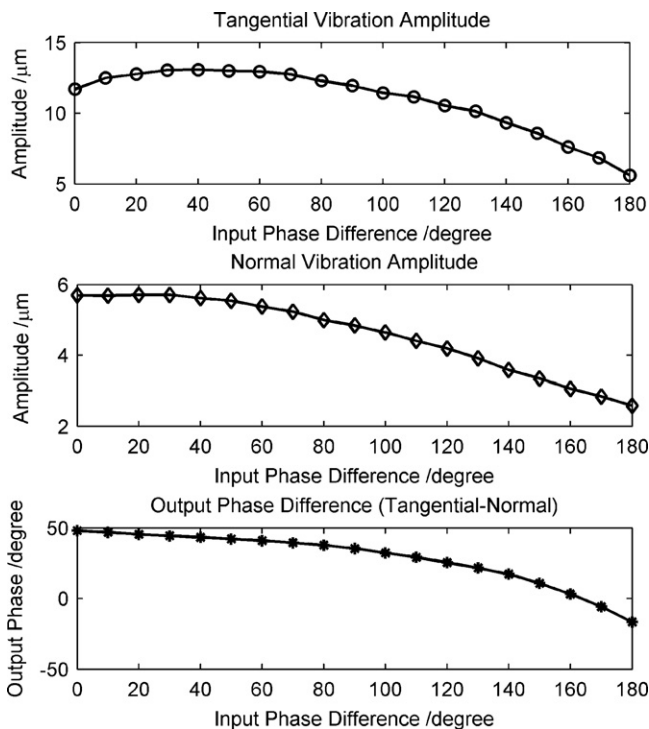 Tangential Vibration Amplitude
Amplitude /μm
15
10
5
0 20 40 60 80 100 120 140 160 180
Input Phase Difference /degree
Normal Vibration Amplitude
Amplitude /μm
6
4
2
0 20 40 60 80 100 120 140 160 180
Input Phase Difference /degree
Output Phase Difference (Tangential-Normal)
Output Phase /degree
50
0
-50
0 20 40 60 80 100 120 140 160 180
Input Phase Difference /degree